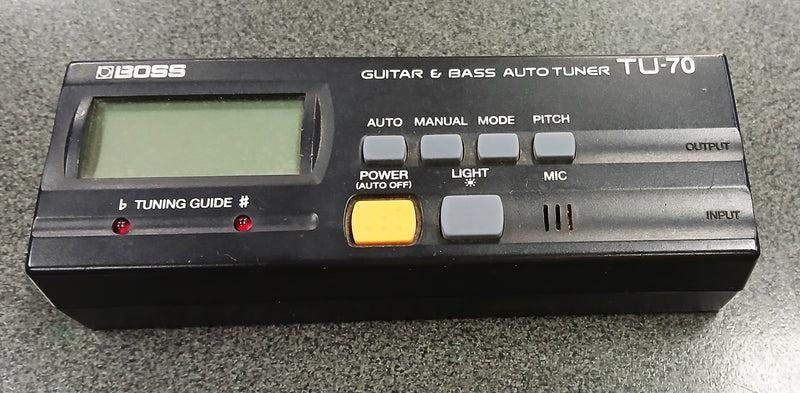 BOSS
GUITAR & BASS AUTO TUNER TU-70
AUTO MANUAL MODE PITCH
OUTPUT
POWER LIGHT MIC
(AUTO OFF)
♭ TUNING GUIDE #
INPUT